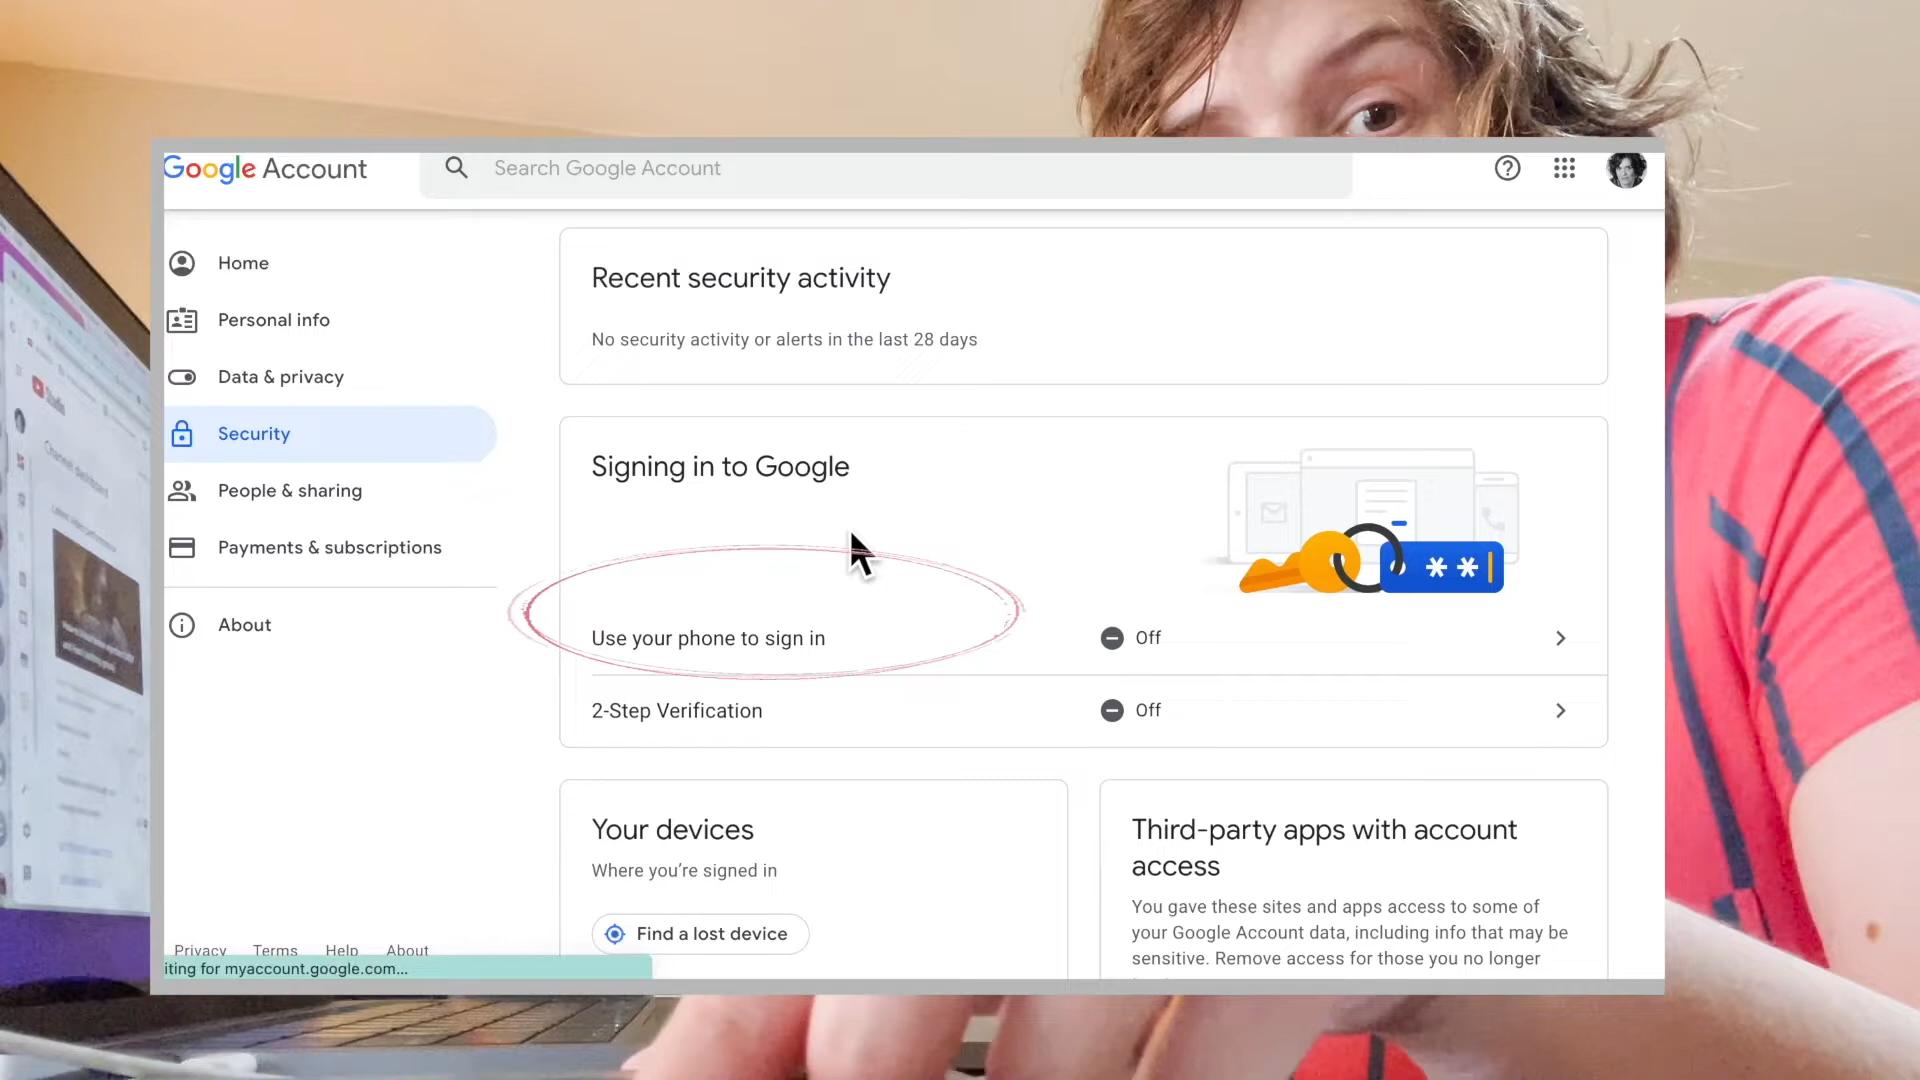 Google Account
Search Google Account
Home
Personal info
Data & privacy
Security
People & sharing
Payments & subscriptions
About
Recent security activity
No security activity or alerts in the last 28 days
Signing in to Google
**
Use your phone to sign in
Off
2-Step Verification
Off
Your devices
Where you’re signed in
Find a lost device
Third-party apps with account
access
You gave these sites and apps access to some of
your Google Account data, including info that may be
sensitive. Remove access for those you no longer
Privacy Terms Help About
iting for myaccount.google.com...
Studio
Channel dashboard